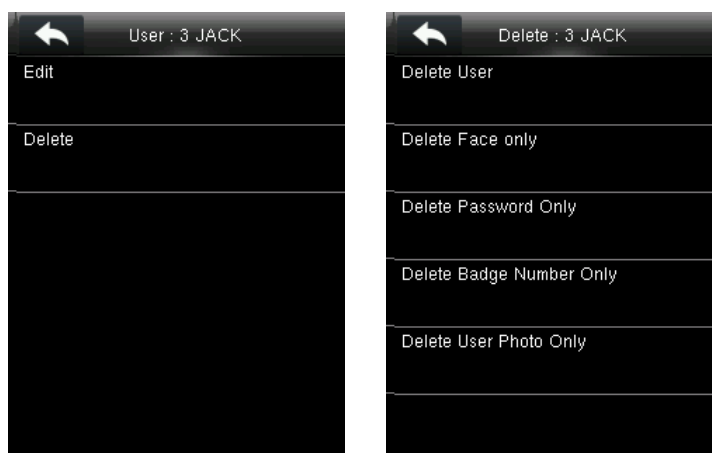 User : 3 JACK
Edit
Delete
Delete : 3 JACK
Delete User
Delete Face only
Delete Password Only
Delete Badge Number Only
Delete User Photo Only